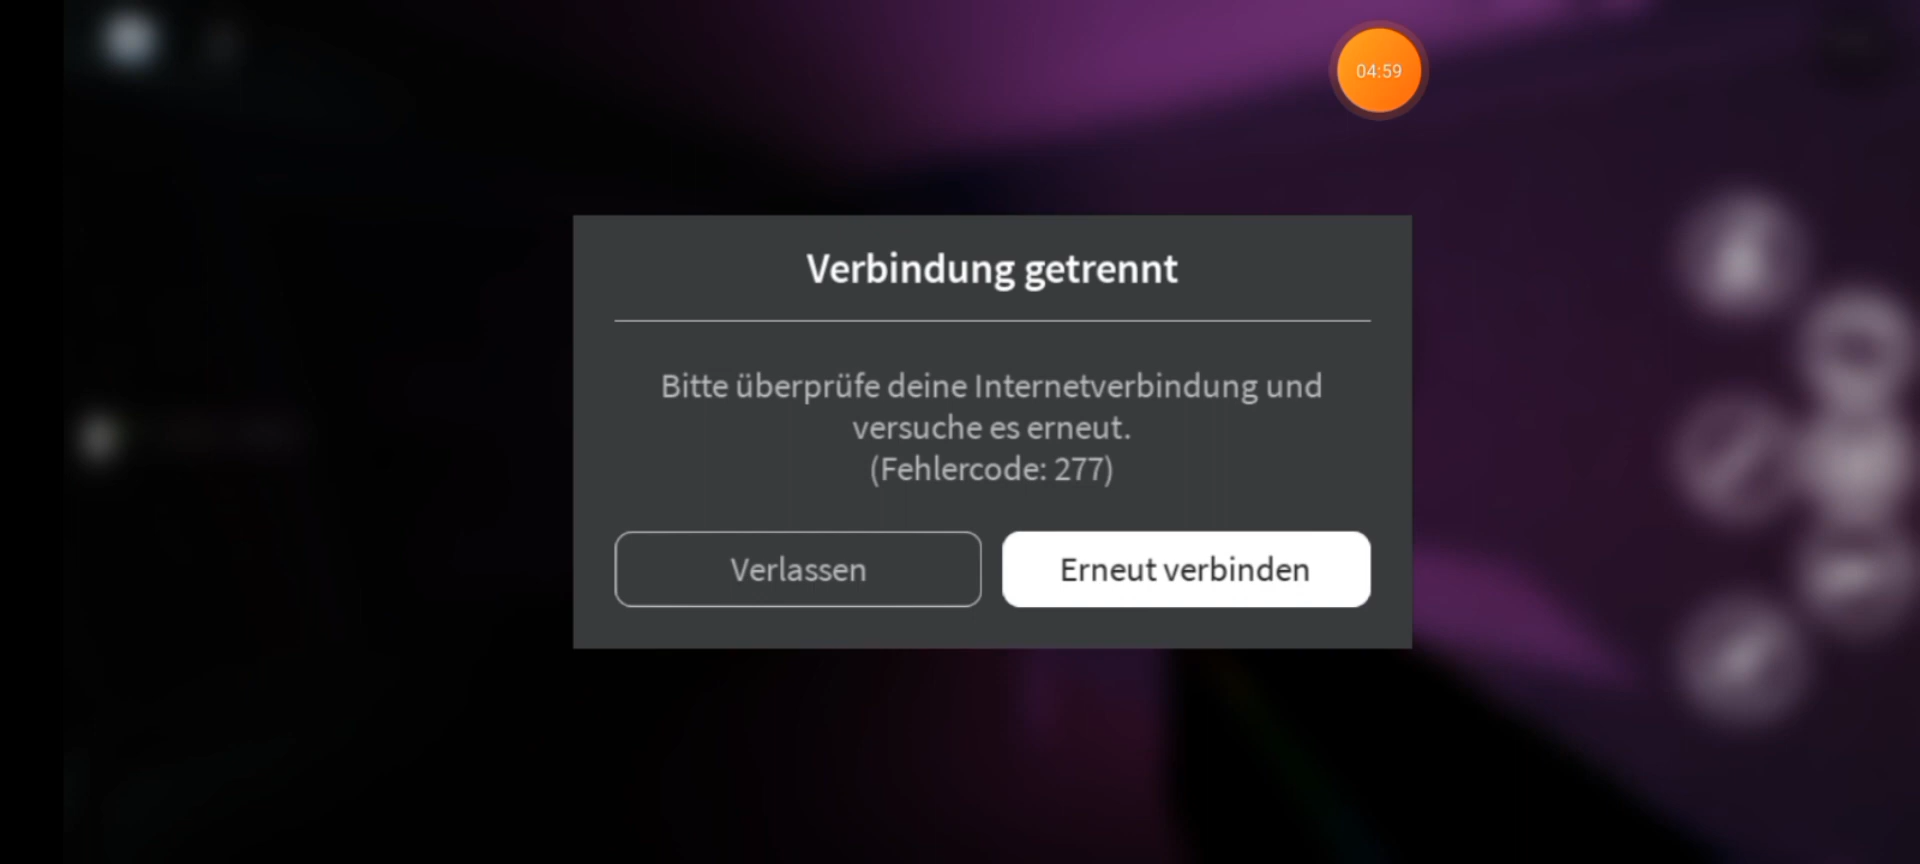 04:59
Verbindung getrennt
Bitte überprüfe deine Internetverbindung und
versuche es erneut.
(Fehlercode: 277)
Verlassen
Erneut verbinden